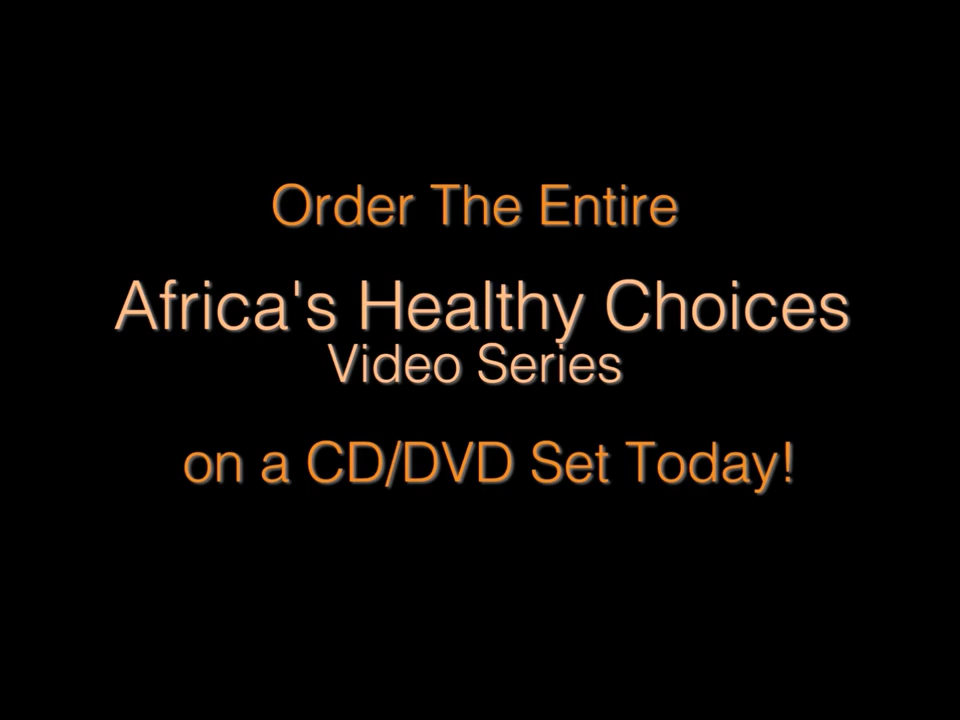 Order The Entire
Africa's Healthy Choices
Video Series
on a CD/DVD Set Today!